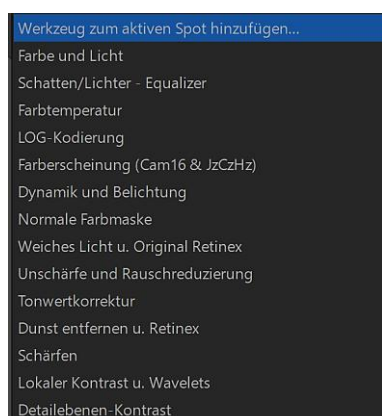 Werkzeug zum aktiven Spot hinzufügen...
Farbe und Licht
Schatten/Lichter - Equalizer
Farbtemperatur
LOG-Kodierung
Farberscheinung (Cam16 & JzCzHz)
Dynamik und Belichtung
Normale Farbmaske
Weiches Licht u. Original Retinex
Unschärfe und Rauschreduzierung
Tonwertkorrektur
Dunst entfernen u. Retinex
Schärfen
Lokaler Kontrast u. Wavelets
Detailebenen-Kontrast